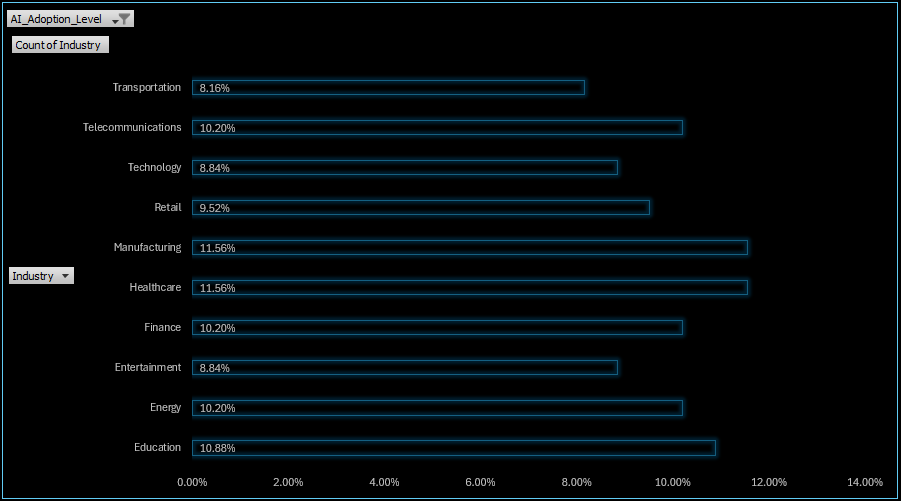 AI_Adoption_Level
Count of Industry
Transportation 8.16%
Telecommunications 10.20%
Technology 8.84%
Retail 9.52%
Manufacturing 11.56%
Industry
Healthcare 11.56%
Finance 10.20%
Entertainment 8.84%
Energy 10.20%
Education 10.88%
0.00% 2.00% 4.00% 6.00% 8.00% 10.00% 12.00% 14.00%